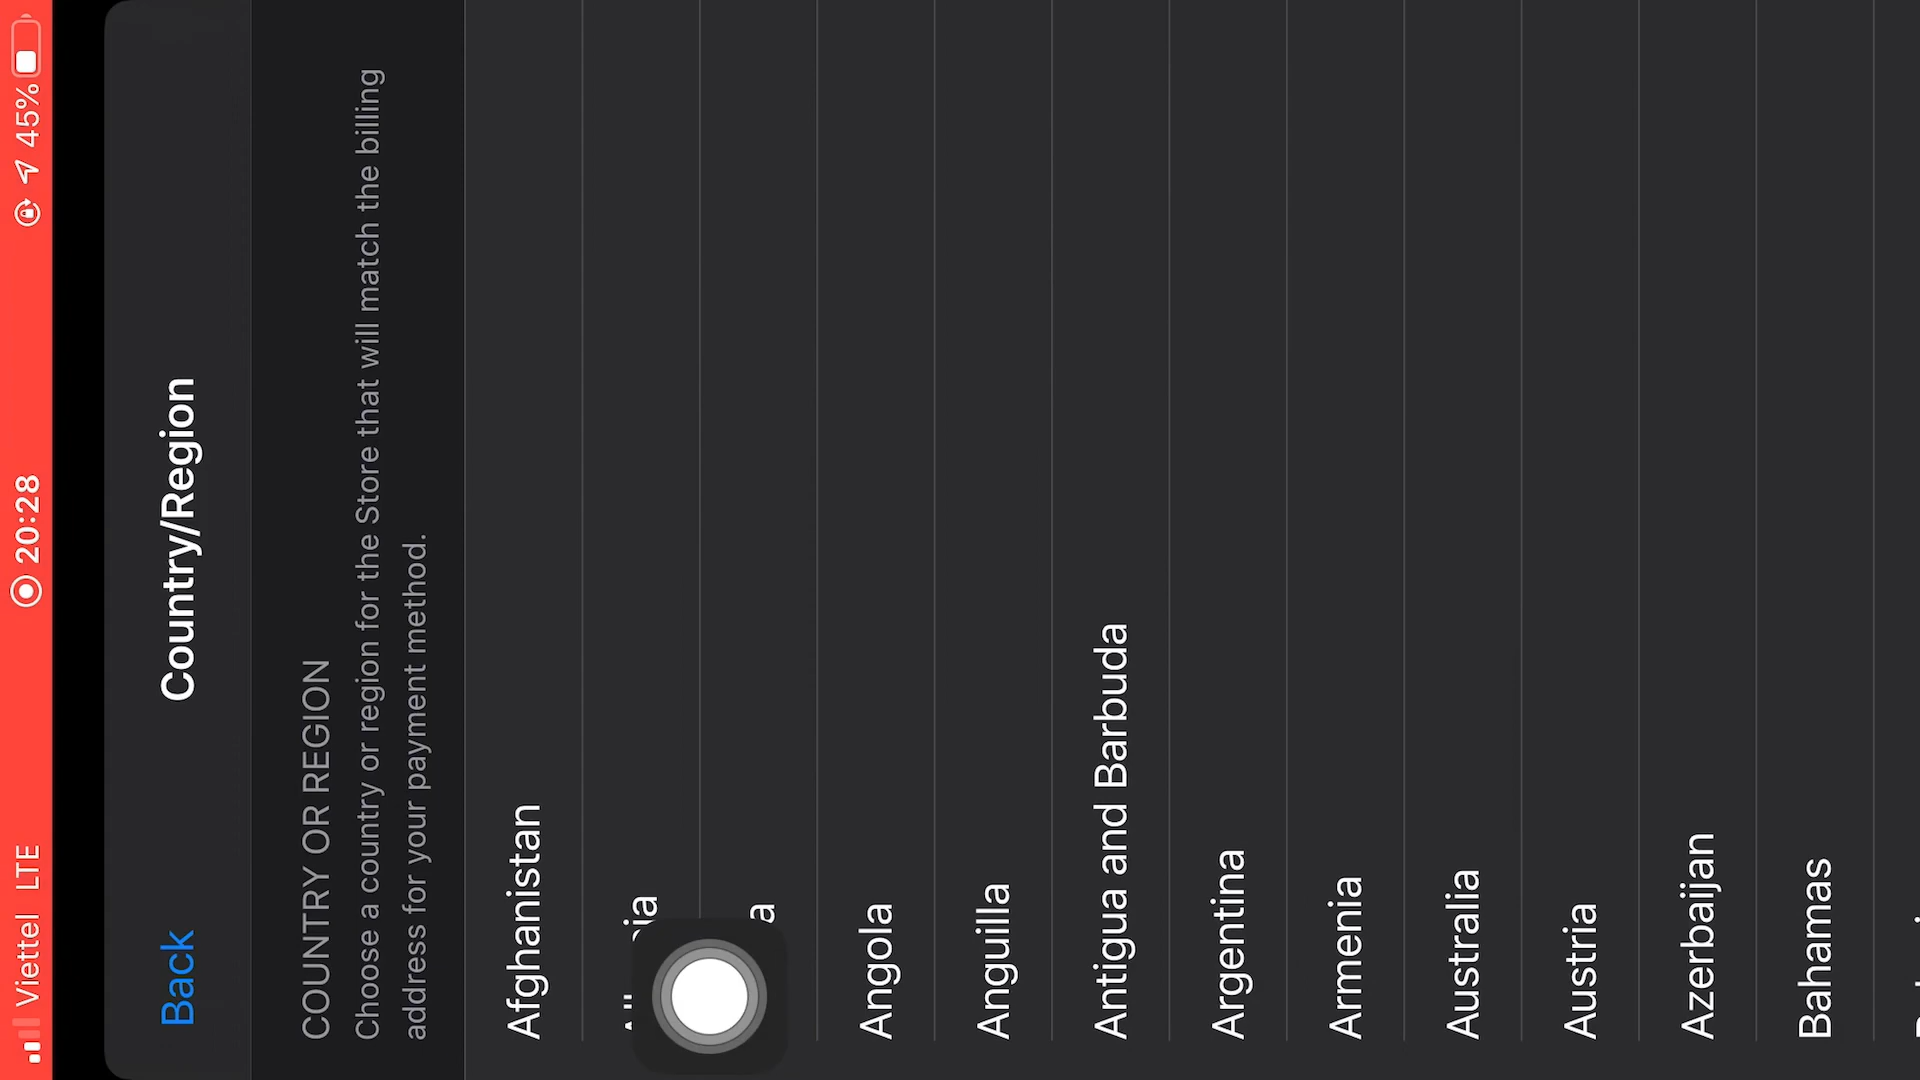 Viettel LTE
20:28
45%
Back
Country/Region
COUNTRY OR REGION
Choose a country or region for the Store that will match the billing
address for your payment method.
Afghanistan
Angola
Anguilla
Antigua and Barbuda
Argentina
Armenia
Australia
Austria
Azerbaijan
Bahamas